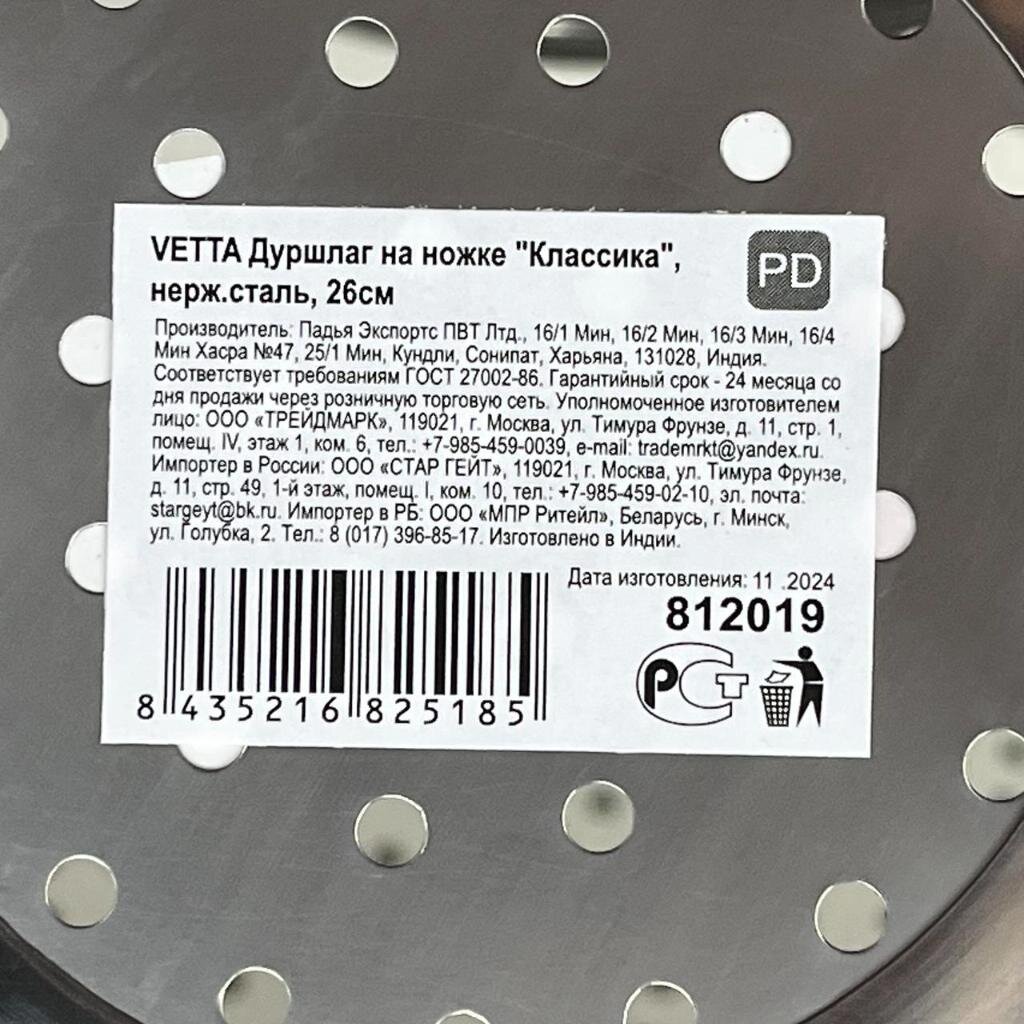 VETTA Дуршлаг на ножке "Классика",
нерж.сталь, 26см
PD
Производитель: Падья Экспортс ПВТ Лтд., 16/1 Мин, 16/2 Мин, 16/3 Мин, 16/4
Мин Хасра №47, 25/1 Мин, Кундли, Сонипат, Харьяна, 131028, Индия.
Соответствует требованиям ГОСТ 27002-86. Гарантийный срок - 24 месяца со
дня продажи через розничную торговую сеть. Уполномоченное изготовителем
лицо: ООО «ТРЕЙДМАРК», 119021, г. Москва, ул. Тимура Фрунзе, д. 11, стр. 1,
помещ. IV, этаж 1, ком. 6, тел.: +7-985-459-0039, e-mail: trademrkt@yandex.ru.
Импортер в России: ООО «СТАР ГЕЙТ», 119021, г. Москва, ул. Тимура Фрунзе,
д. 11, стр. 49, 1-й этаж, помещ. I, ком. 10, тел.: +7-985-459-02-10, эл. почта:
stargeyt@bk.ru. Импортер в РБ: ООО «МПР Ритейл», Беларусь, г. Минск,
ул. Голубка, 2. Тел.: 8 (017) 396-85-17. Изготовлено в Индии.
Дата изготовления: 11 .2024
812019
РСТ
8 435216 825185